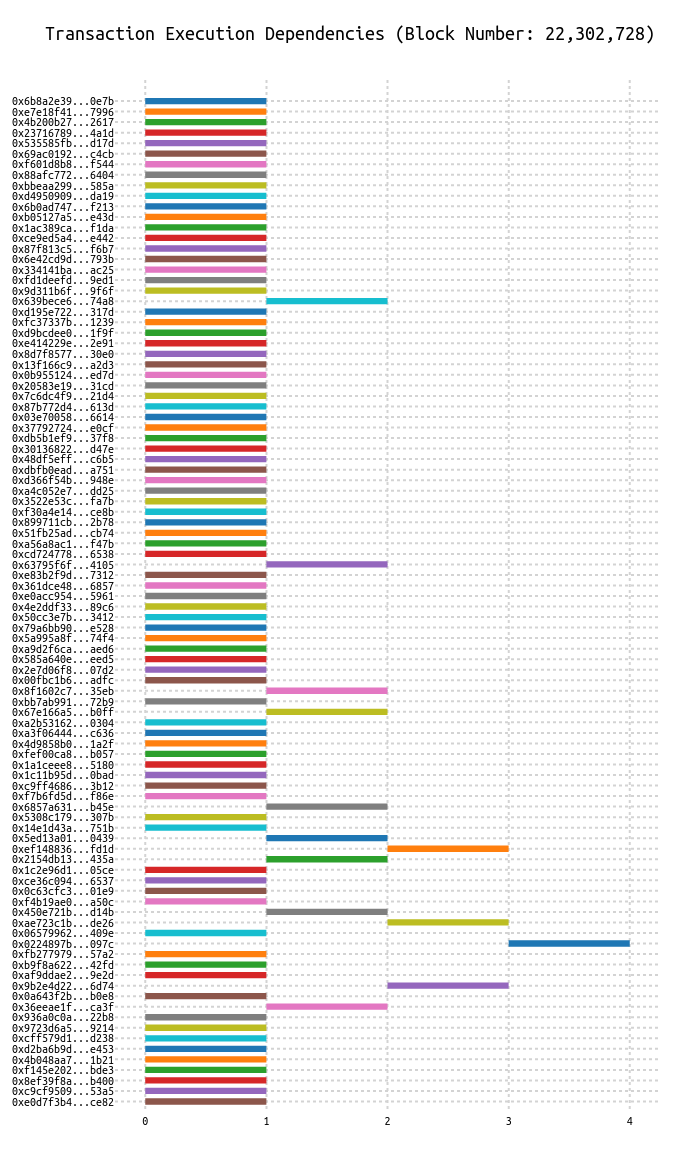 Transaction Execution Dependencies (Block Number: 22,302,728)
0x6b8a2e39...0e7b
0xe7e18f41...7996
0x4b200b27...2617
0x23716789...4a1d
0x535585fb...d17d
0x69ac0192...c4cb
0xf601d8b8...f544
0x88afc772...6404
0xbbeaa299...585a
0xd4950909...da19
0x6b0ad747...f213
0xb05127a5...e43d
0x1ac389ca...f1da
0xce9ed5a4...e442
0x87f813c5...f6b7
0x6e42cd9d...793b
0x334141ba...ac25
0xfd1deefd...9ed1
0x9d311b6f...9f6f
0x639bece6...74a8
0xd195e722...317d
0xfc37337b...1239
0xd9bcdee0...1f9f
0xe414229e...2e91
0x8d7f8577...30e0
0x13f166c9...a2d3
0x0b955124...ed7d
0x20583e19...31cd
0x7c6dc4f9...21d4
0x87b772d4...613d
0x03e70058...6614
0x37792724...e0cf
0xdb5b1ef9...37f8
0x30136822...d47e
0x48df5eff...c6b5
0xdbfb0ead...a751
0xd366f54b...948e
0xa4c052e7...dd25
0x3522e53c...fa7b
0xf30a4e14...ce8b
0x899711cb...2b78
0x51fb25ad...cb74
0xa56a8ac1...f47b
0xcd724778...6538
0x63795f6f...4105
0xe83b2f9d...7312
0x361dce48...6857
0xe0acc954...5961
0x4e2ddf33...89c6
0x50cc3e7b...3412
0x79a6bb90...e528
0x5a995a8f...74f4
0xa9d2f6ca...aed6
0x585a640e...eed5
0x2e7d06f8...07d2
0x00fbc1b6...adfc
0x8f1602c7...35eb
0xbb7ab991...72b9
0x67e166a5...b0ff
0xa2b53162...0304
0xa3f06444...c636
0x4d9858b0...1a2f
0xfef00ca8...b057
0x1a1ceee8...5180
0x1c11b95d...0bad
0xc9ff4686...3b12
0xf7b6fd5d...f86e
0x6857a631...b45e
0x5308c179...307b
0x14e1d43a...751b
0x5ed13a01...0439
0xef148836...fd1d
0x2154db13...435a
0x1c2e96d1...05ce
0xce36c094...6537
0x0c63cfc3...01e9
0xf4b19ae0...a50c
0x450e721b...d14b
0xae723c1b...de26
0x06579962...409e
0x0224897b...097c
0xfb277979...57a2
0xb9f8a622...42fd
0xaf9ddae2...9e2d
0x9b2e4d22...6d74
0x0a643f2b...b0e8
0x36eeae1f...ca3f
0x936a0c0a...22b8
0x9723d6a5...9214
0xcff579d1...d238
0xd2ba6b9d...e453
0x4b048aa7...1b21
0xf145e202...bde3
0x8ef39f8a...b400
0xc9cf9509...53a5
0xe0d7f3b4...ce82
0 1 2 3 4